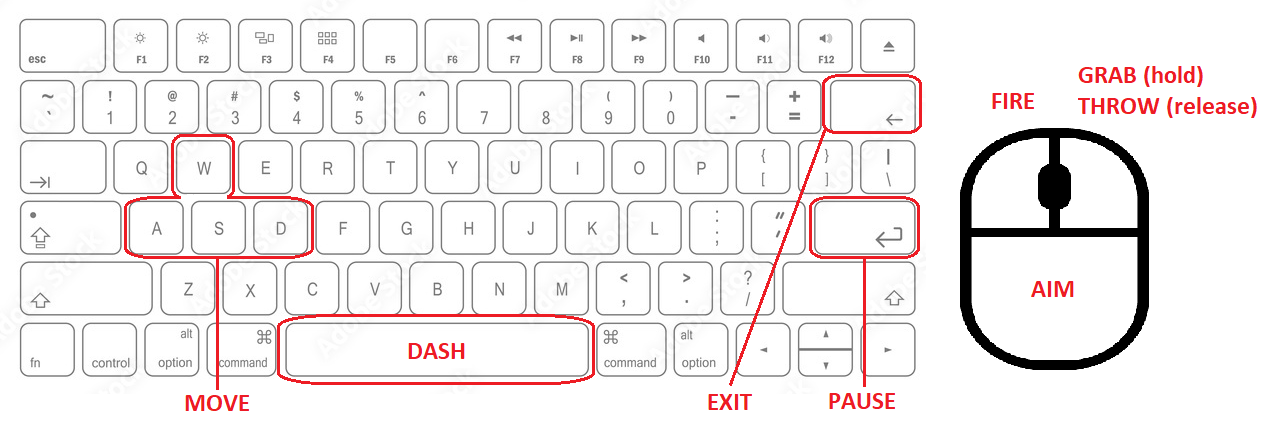 GRAB (hold)
FIRE
THROW (release)
esc F1 F2 F3 F4 F5 F6 F7 F8 F9 F10 F11 F12
~ ! @ # $ % ^ ( ) — +
` 1 2 3 4 5 6 7 8 9 0 - =
Q W E R T Y U I O P { [ } ] | \
A S D F G H J K L : ; " '
Z X C V B N M < , > . ? /
fn control alt option ⌘ command DASH ⌘ command alt option
AIM
MOVE
EXIT
PAUSE